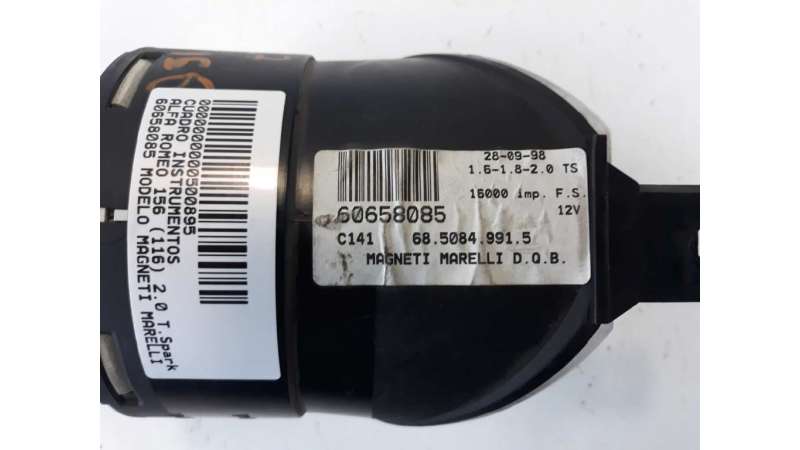 0000000000500895
CUADRO INSTRUMENTOS
ALFA ROMEO 156 (116) 2.0 T.Spark
60658085 MODELO MAGNETI MARELLI
28-09-98
1.6-1.8-2.0 TS
16000 imp. F.S.
60658085 12V
C141 68.5084.991.5
MAGNETI MARELLI D.Q.B.